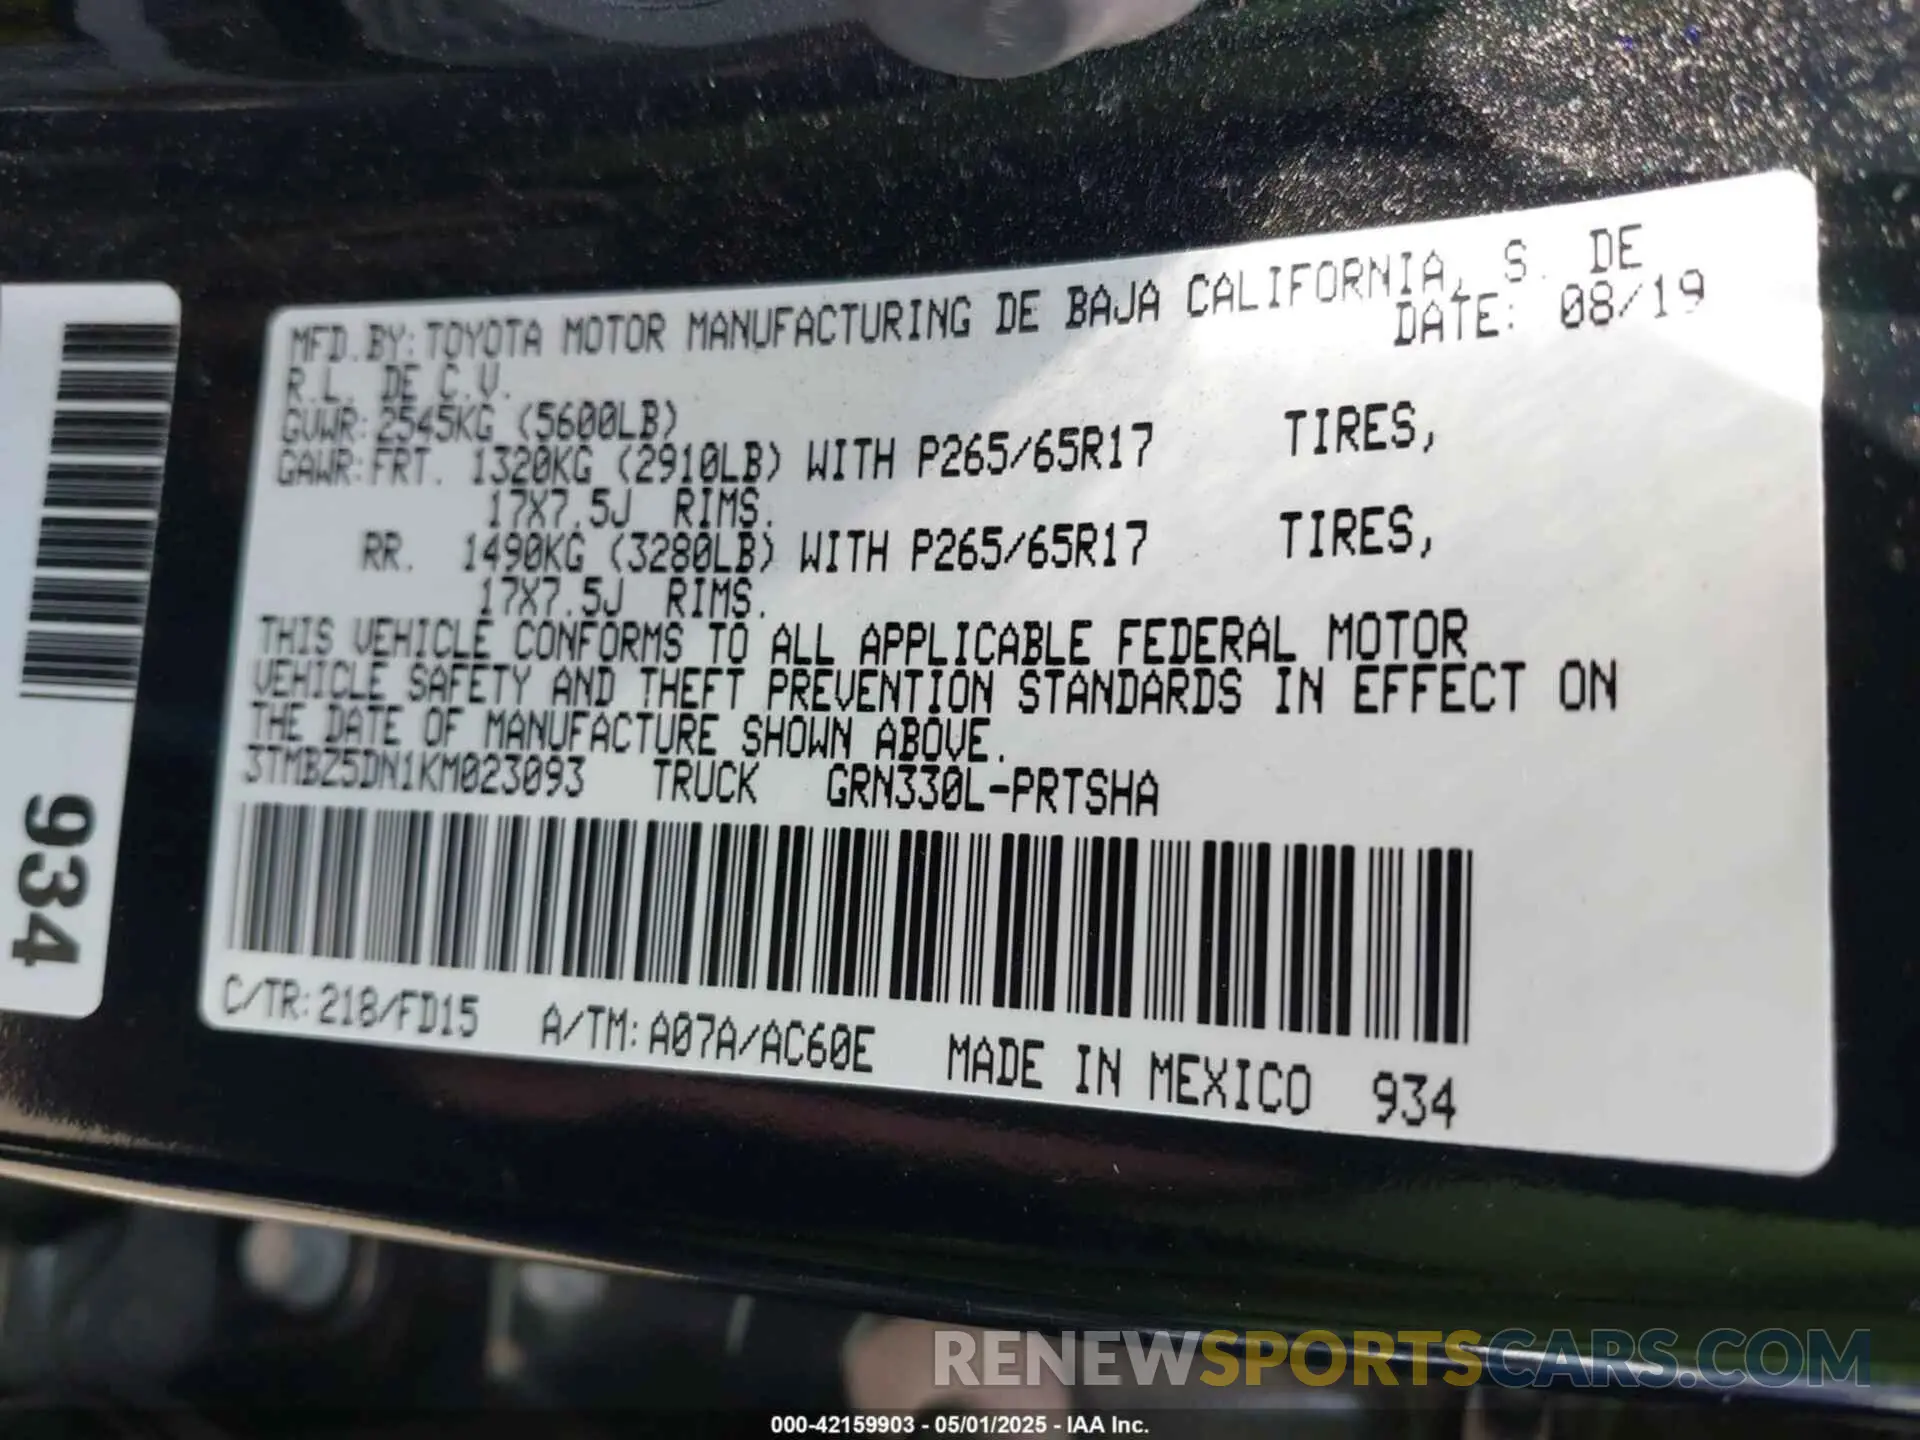 MFD.BY: TOYOTA MOTOR MANUFACTURING DE BAJA CALIFORNIA, S. DE
R.L. DE C.V. DATE: 08/19
GVWR: 2545KG (5600LB)
GAWR: FRT. 1320KG (2910LB) WITH P265/65R17 TIRES,
17X7.5J RIMS.
RR. 1490KG (3280LB) WITH P265/65R17 TIRES,
17X7.5J RIMS.
THIS VEHICLE CONFORMS TO ALL APPLICABLE FEDERAL MOTOR
VEHICLE SAFETY AND THEFT PREVENTION STANDARDS IN EFFECT ON
THE DATE OF MANUFACTURE SHOWN ABOVE.
3TMBZ5DN1KM023093 TRUCK GRN330L-PRTSHA
C/TR: 218/FD15 A/TM: A07A/AC60E MADE IN MEXICO 934
934
RENEWSPORTSCARS.COM
000-42159903 - 05/01/2025 - IAA Inc.